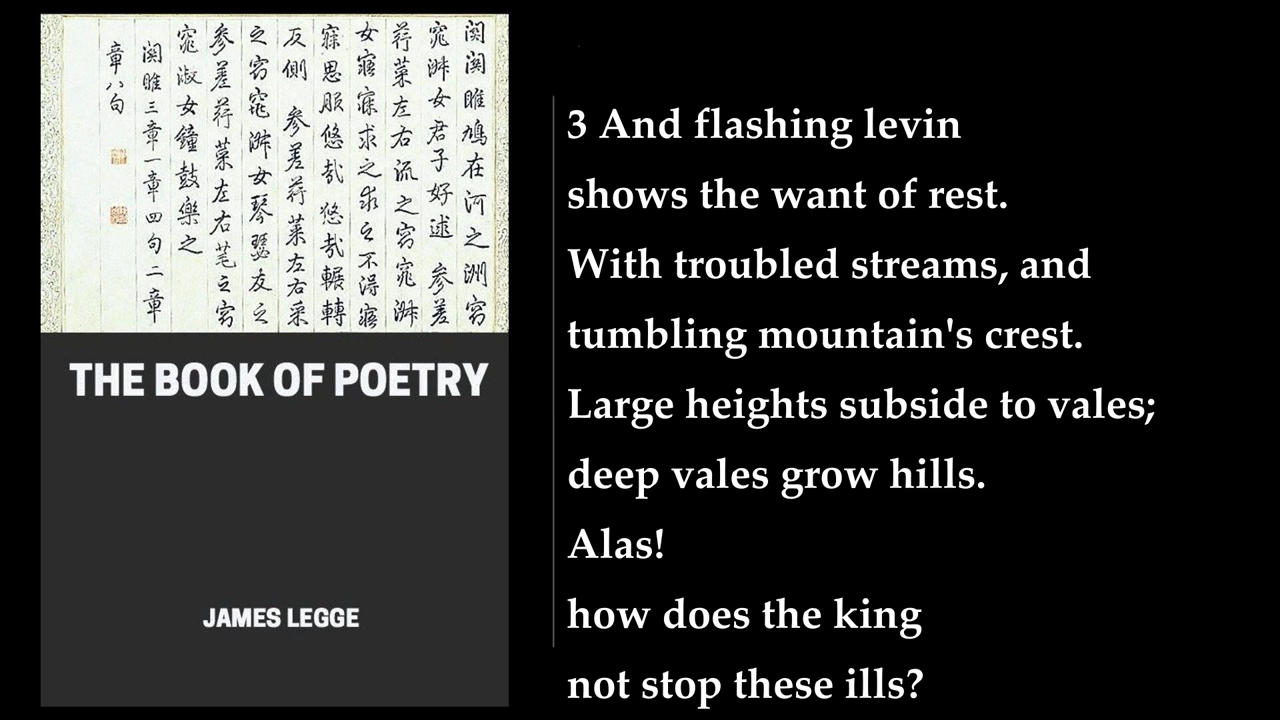 関関雎鳩在河之洲窈
窕淑女君子好逑 參差
荇菜左右流之窈窕淑
女寤寐求之求之不得寤
寐思服悠哉悠哉輾轉
反側 參差荇菜左右采
之窈窕淑女琴瑟友之
參差荇菜左右芼之窈
窕淑女鐘鼓樂之
関雎三章一章四句二章
章八句
THE BOOK OF POETRY
JAMES LEGGE
3 And flashing levin
shows the want of rest.
With troubled streams, and
tumbling mountain's crest.
Large heights subside to vales;
deep vales grow hills.
Alas!
how does the king
not stop these ills?